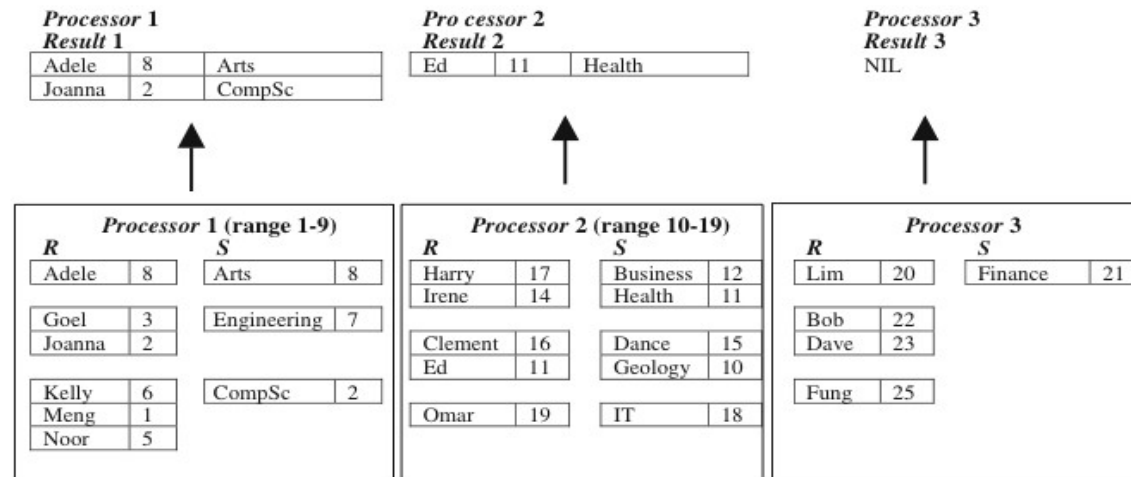 Processor 1
Result 1
Adele 8 Arts
Joanna 2 CompSc
Pro cessor 2
Result 2
Ed 11 Health
Processor 3
Result 3
NIL
Processor 1 (range 1-9)
R S
Adele 8 Arts 8
Goel 3 Engineering 7
Joanna 2
Kelly 6 CompSc 2
Meng 1
Noor 5
Processor 2 (range 10-19)
R S
Harry 17 Business 12
Irene 14 Health 11
Clement 16 Dance 15
Ed 11 Geology 10
Omar 19 IT 18
Processor 3
R S
Lim 20 Finance 21
Bob 22
Dave 23
Fung 25